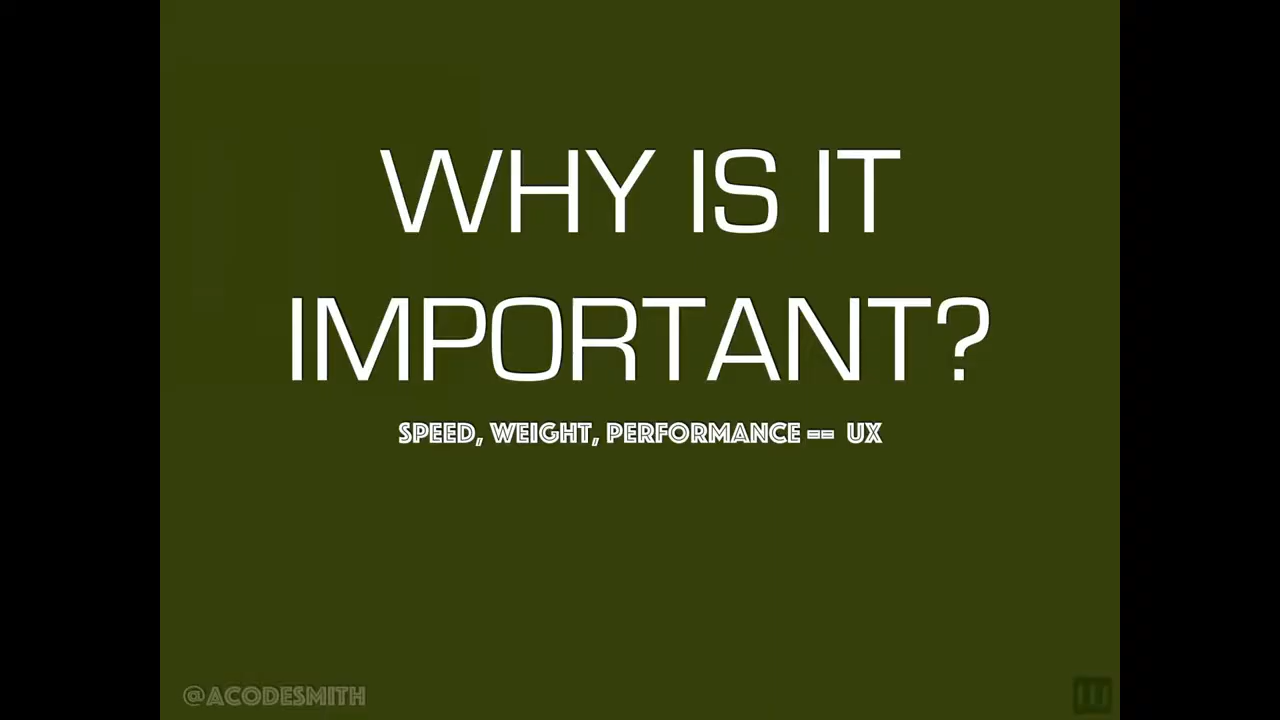 WHY IS IT
IMPORTANT?
SPEED, WEIGHT, PERFORMANCE == UX
@ACODESMITH